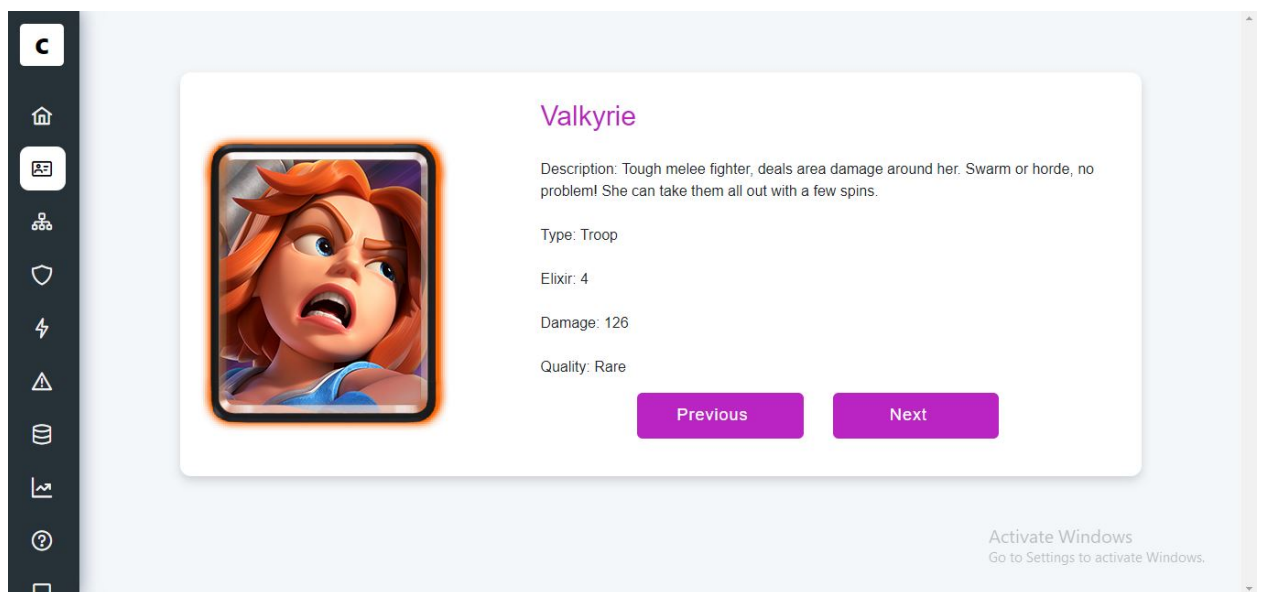 C
Valkyrie
Description: Tough melee fighter, deals area damage around her. Swarm or horde, no
problem! She can take them all out with a few spins.
Type: Troop
Elixir: 4
Damage: 126
Quality: Rare
Previous Next
Activate Windows
Go to Settings to activate Windows.